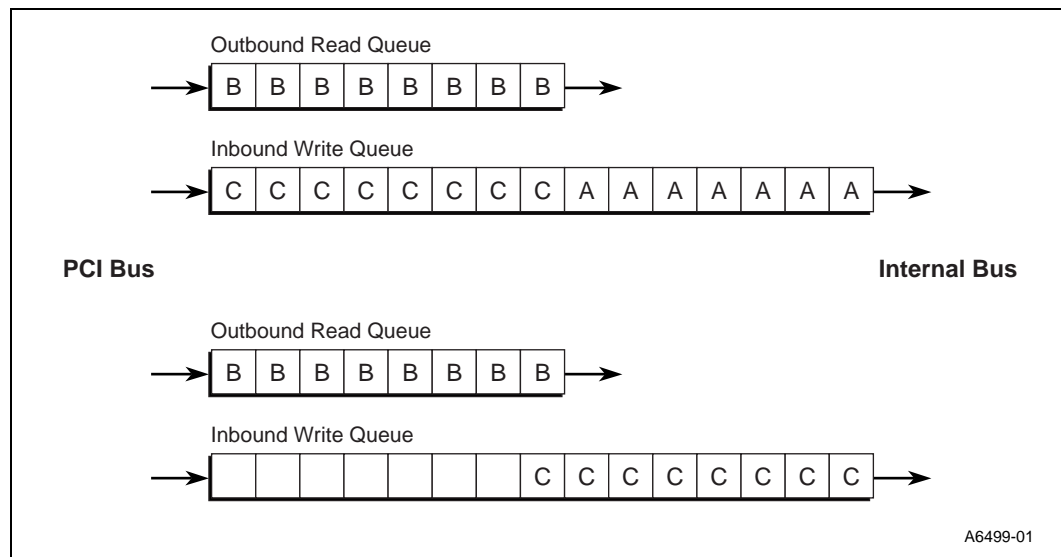 Outbound Read Queue
B B B B B B B B
Inbound Write Queue
C C C C C C C C A A A A A A A
PCI Bus Internal Bus
Outbound Read Queue
B B B B B B B B
Inbound Write Queue
C C C C C C C C
A6499-01